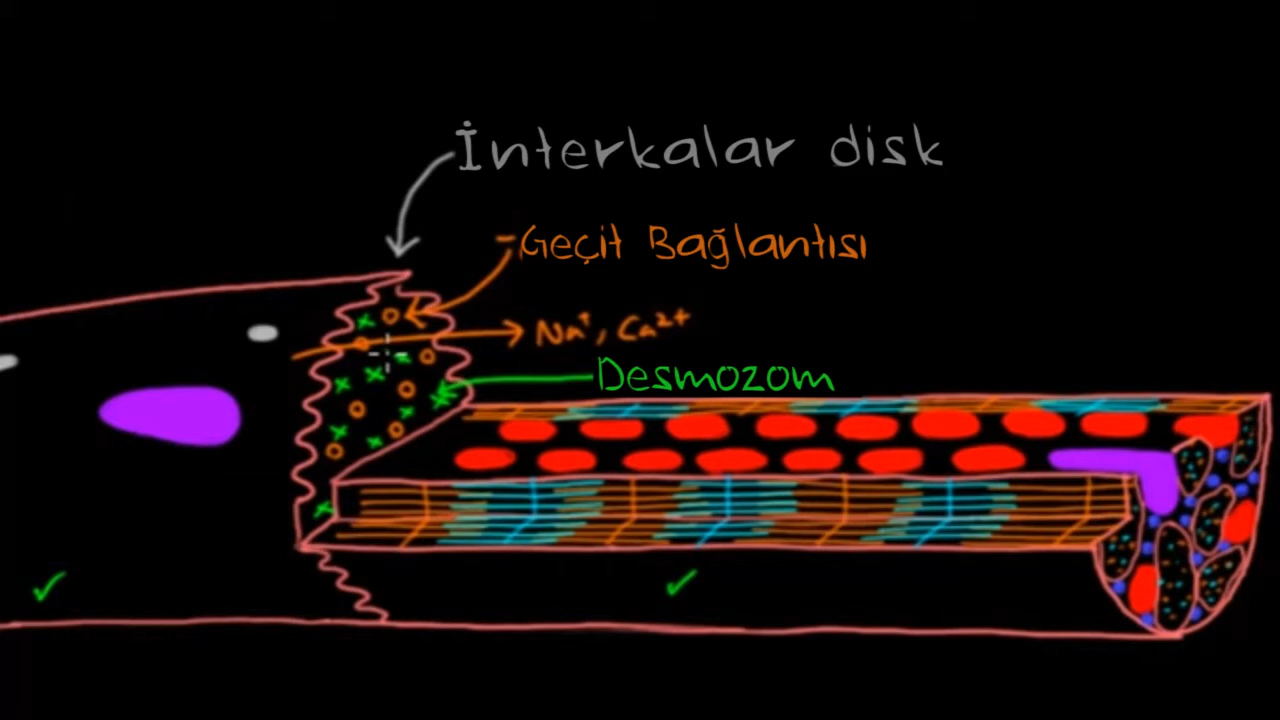 İnterkalar disk
-Geçit Bağlantısı
Na⁺, Ca²⁺
Desmozom